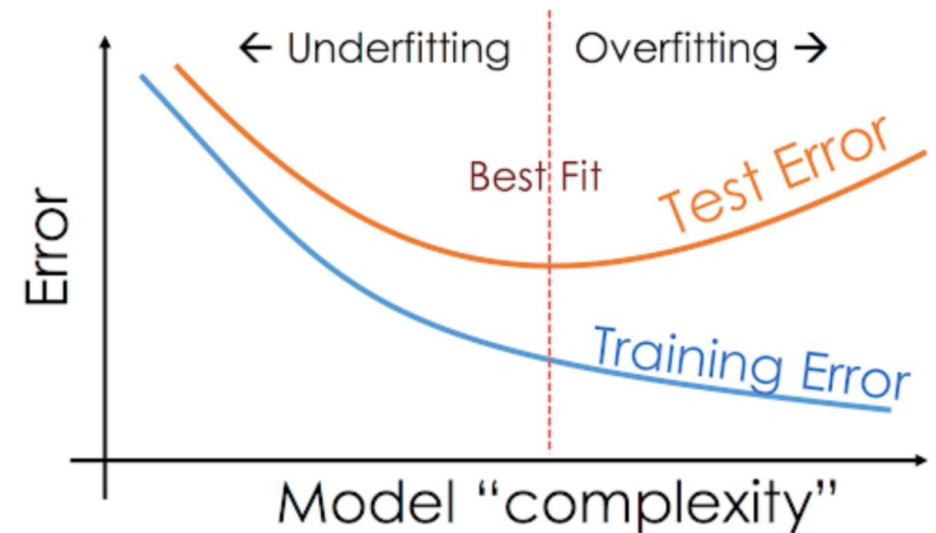 ← Underfitting
Overfitting →
Best Fit
Test Error
Error
Training Error
Model “complexity”